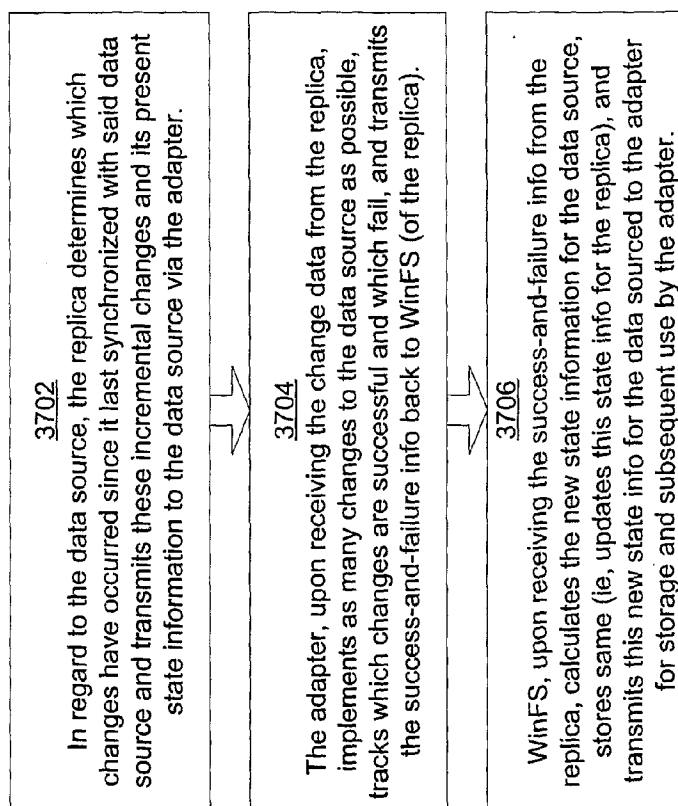 3702
In regard to the data source, the replica determines which
changes have occurred since it last synchronized with said data
source and transmits these incremental changes and its present
state information to the data source via the adapter.
3704
The adapter, upon receiving the change data from the replica,
implements as many changes to the data source as possible,
tracks which changes are successful and which fail, and transmits
the success-and-failure info back to WinFS (of the replica).
3706
WinFS, upon receiving the success-and-failure info from the
replica, calculates the new state information for the data source,
stores same (ie, updates this state info for the replica), and
transmits this new state info for the data sourced to the adapter
for storage and subsequent use by the adapter.